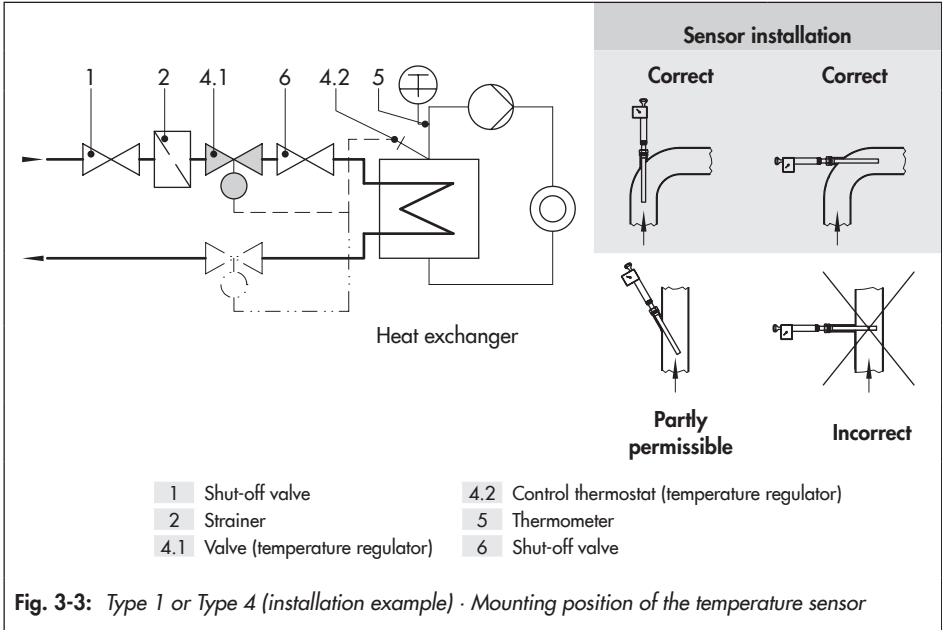 Sensor installation
Correct Correct
1 2 4.1 6 4.2 5
Heat exchanger
Partly
permissible
Incorrect
1 Shut-off valve
2 Strainer
4.1 Valve (temperature regulator)
4.2 Control thermostat (temperature regulator)
5 Thermometer
6 Shut-off valve
Fig. 3-3: Type 1 or Type 4 (installation example) · Mounting position of the temperature sensor